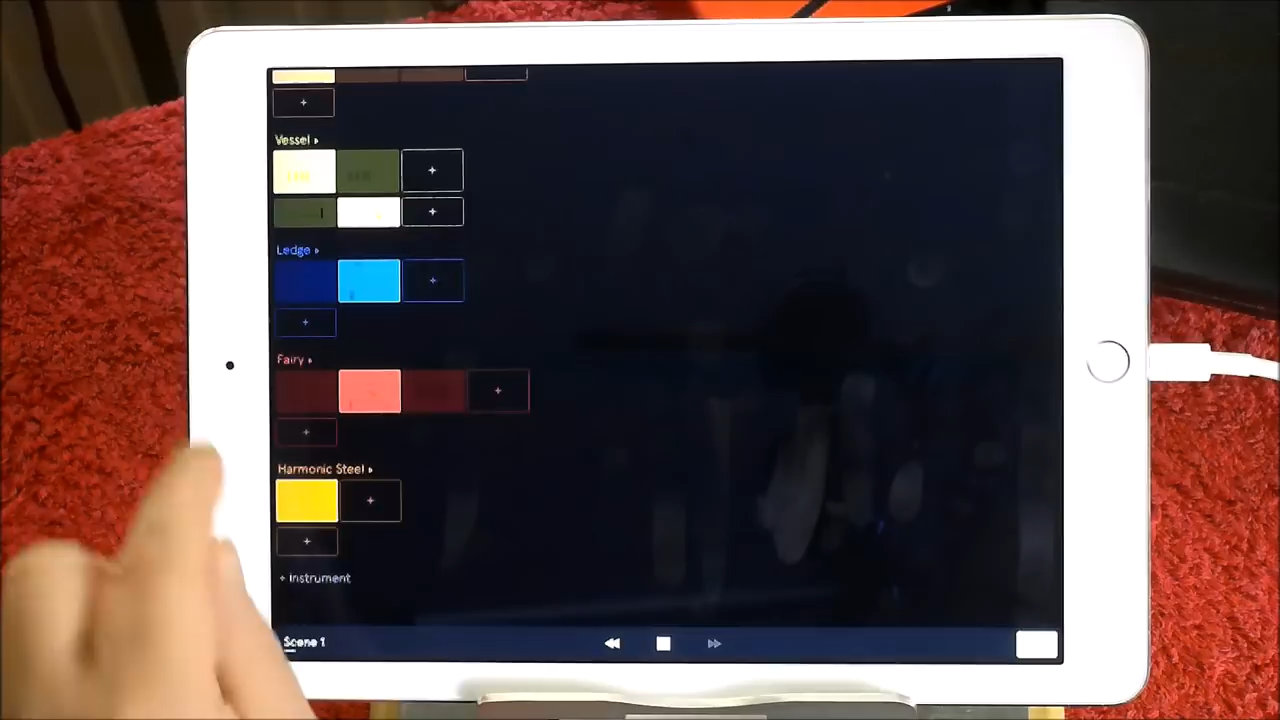 Vessel
Ledge
Fairy
Harmonic Steel
+ Instrument
Scene 1